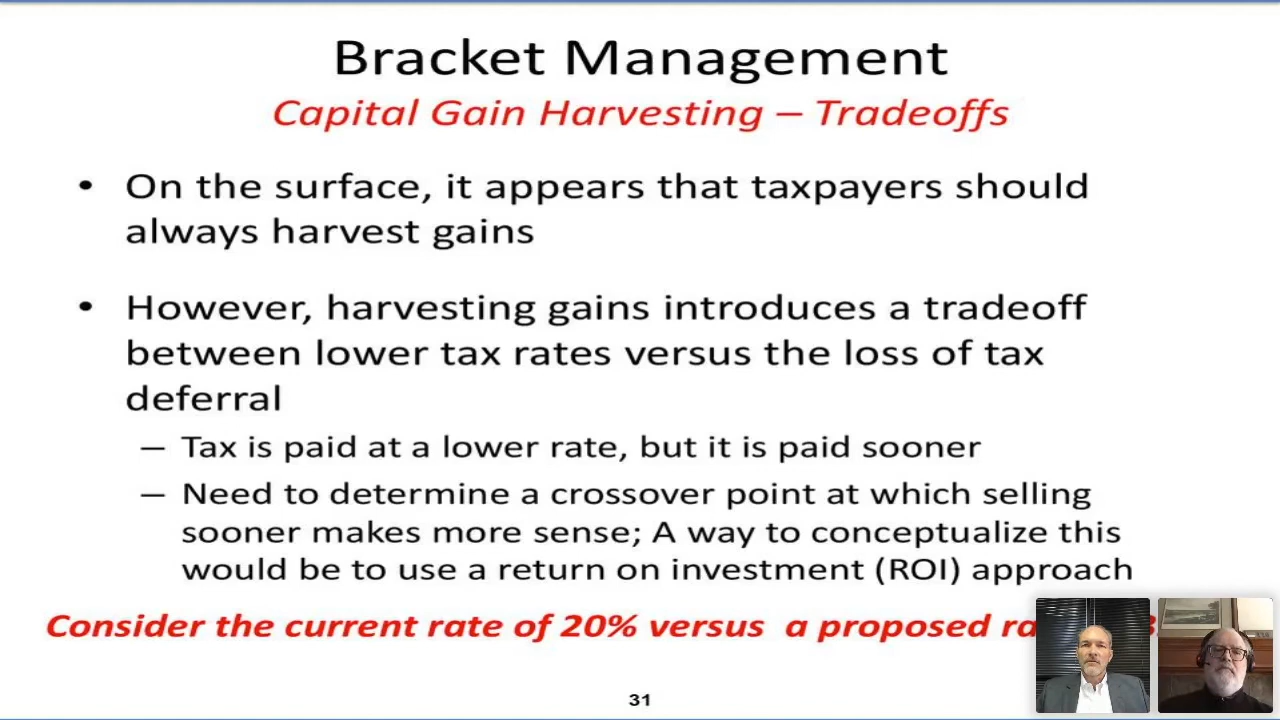 Bracket Management
Capital Gain Harvesting – Tradeoffs
• On the surface, it appears that taxpayers should
always harvest gains
• However, harvesting gains introduces a tradeoff
between lower tax rates versus the loss of tax
deferral
– Tax is paid at a lower rate, but it is paid sooner
– Need to determine a crossover point at which selling
sooner makes more sense; A way to conceptualize this
would be to use a return on investment (ROI) approach
Consider the current ate of 20% versus a proposed
31